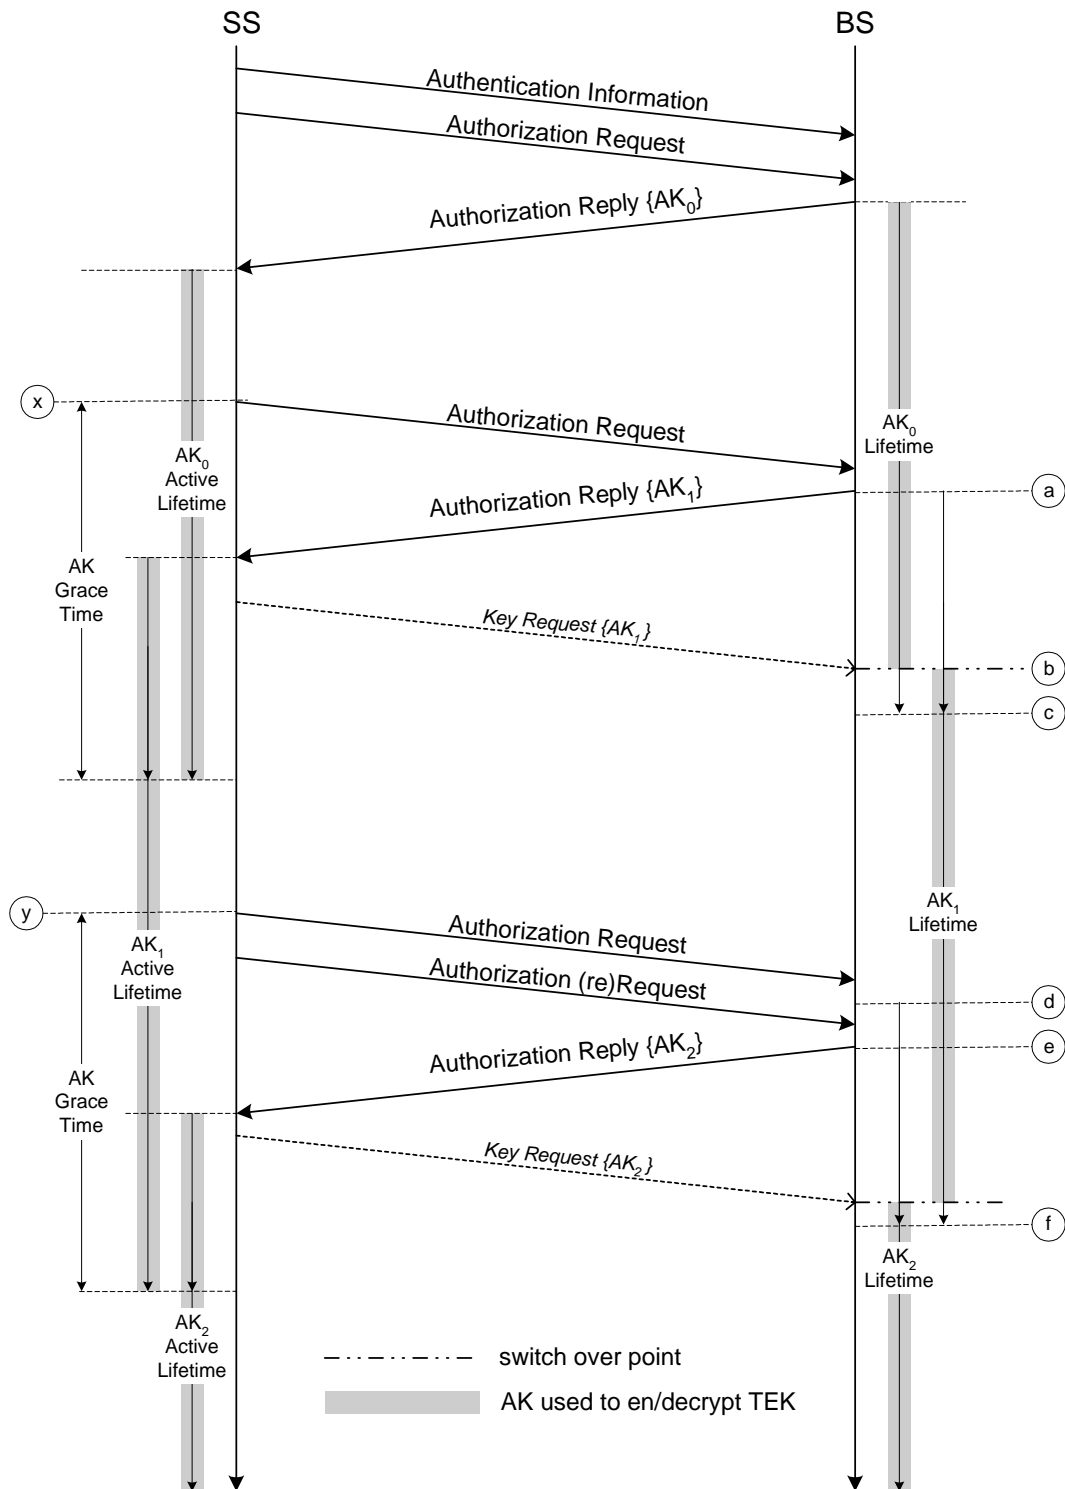 SS
BS
Authentication Information
Authorization Request
Authorization Reply {AK0}
x
Authorization Request
AK0
Lifetime
AK0
Active
Lifetime
Authorization Reply {AK1}
a
AK
Grace
Time
Key Request {AK1}
b
c
y
AK1
Lifetime
Authorization Request
AK1
Active
Lifetime
Authorization (re)Request
d
Authorization Reply {AK2}
e
AK
Grace
Time
Key Request {AK2}
f
AK2
Lifetime
AK2
Active
Lifetime
switch over point
AK used to en/decrypt TEK